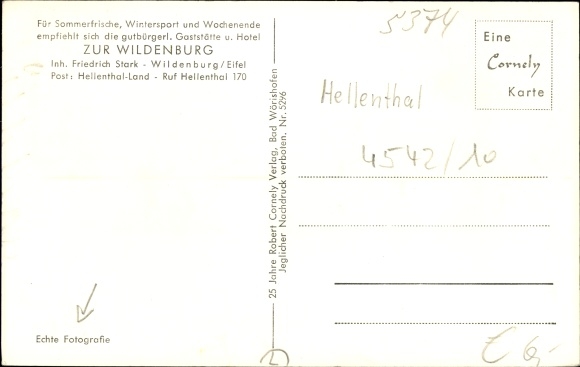 Für Sommerfrische, Wintersport und Wochenende
empfiehlt sich die gutbürgerl. Gaststätte u. Hotel
ZUR WILDENBURG
Inh. Friedrich Stark - Wildenburg/Eifel
Post: Hellenthal-Land - Ruf Hellenthal 170
Echte Fotografie
25 Jahre Robert Cornely Verlag, Bad Wörishofen
Jeglicher Nachdruck verboten. Nr. 5296
5374
Eine
Cornely
Karte
Hellenthal
4542/10